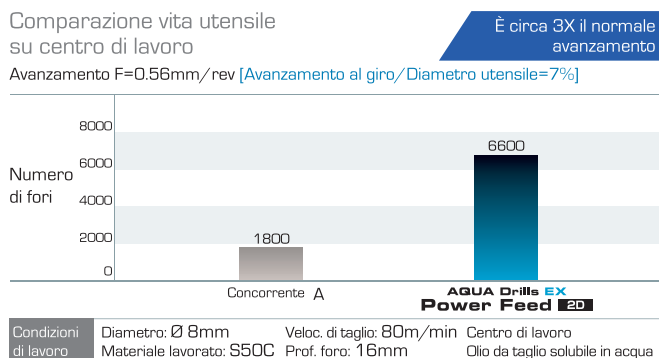 Comparazione vita utensile
su centro di lavoro
È circa 3X il normale
avanzamento
Avanzamento F=0.56mm/rev [Avanzamento al giro/Diametro utensile=7%]
Numero
di fori
8000
6000
4000
2000
0
1800
6600
Concorrente A
AQUA Drills EX
Power Feed 2D
Condizioni
di lavoro
Diametro: Ø 8mm Veloc. di taglio: 80m/min Centro di lavoro
Materiale lavorato: S50C Prof. foro: 16mm Olio da taglio solubile in acqua